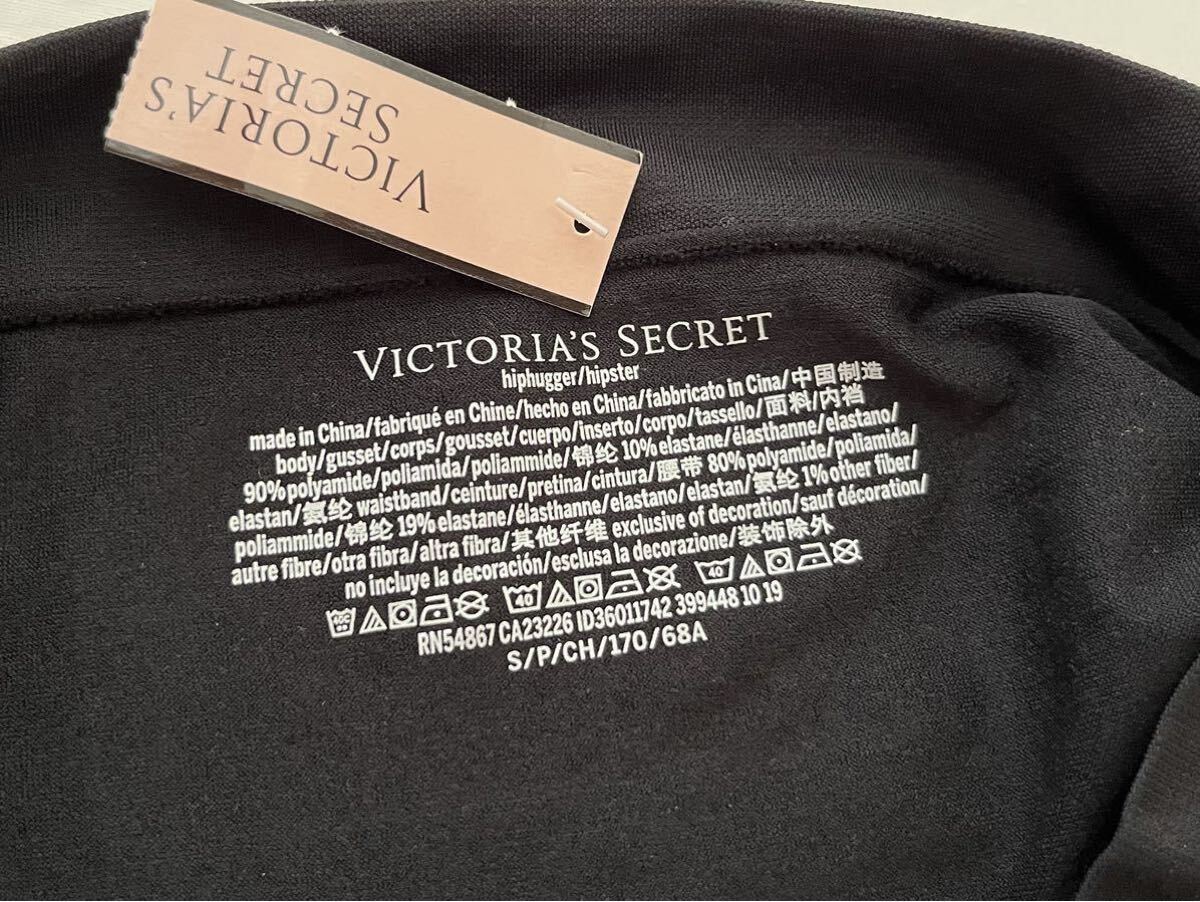 VICTORIA'S
SECRET
VICTORIA'S SECRET
hiphugger/hipster
made in China/fabriqué en Chine/hecho en China/fabbricato in Cina/中国制造
body/gusset/corps/gousset/cuerpo/inserto/corpo/tassello/面料/内裆
90%polyamide/poliamida/poliammide/锦纶 10%elastane/élasthanne/elastano/
elastan/氨纶 waistband/ceinture/pretina/cintura/腰带 80%polyamide/poliamida/
poliammide/锦纶 19%elastane/élasthanne/elastano/elastan/氨纶 1%other fiber/
autre fibre/otra fibra/altra fibra/其他纤维 exclusive of decoration/sauf décoration/
no incluye la decoración/esclusa la decorazione/装饰除外
40C 40 40
RN54867 CA23226 ID36011742 399448 10 19
S/P/CH/170/68A